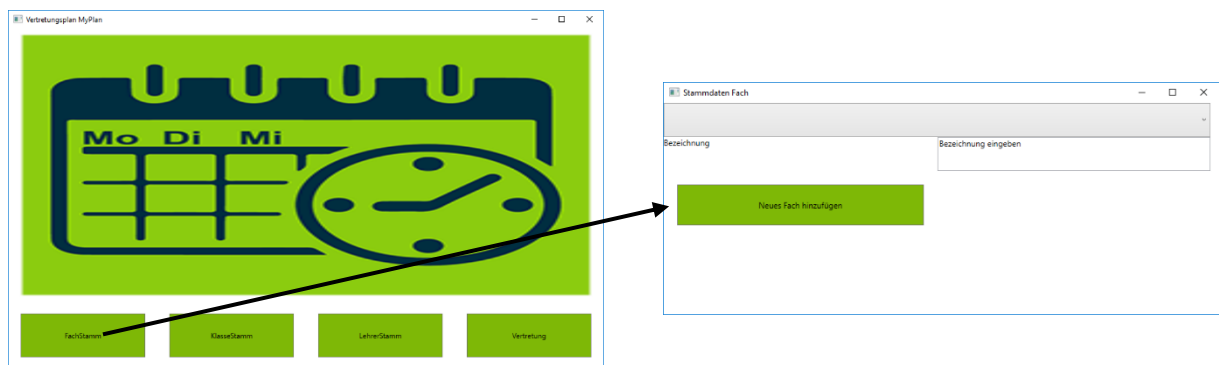 Vertretungsplan MyPlan
Mo Di Mi
FachStamm
KlasseStamm
LehrerStamm
Vertretung
Stammdaten Fach
Bezeichnung
Bezeichnung eingeben
Neues Fach hinzufügen